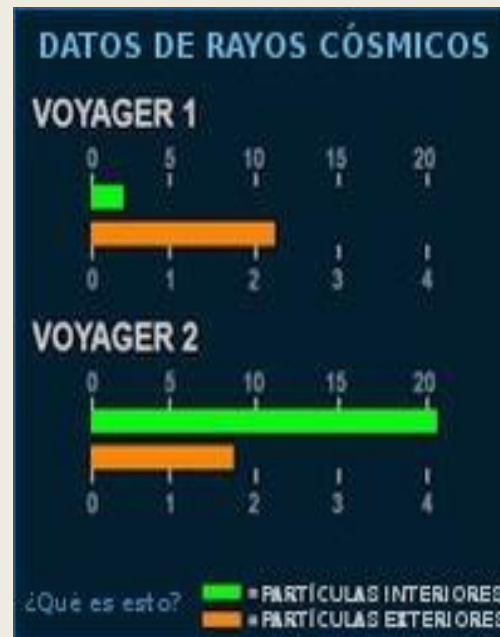 DATOS DE RAYOS CÓSMICOS
VOYAGER 1
0 5 10 15 20
0 1 2 3 4
VOYAGER 2
0 5 10 15 20
0 1 2 3 4
¿Qué es esto?
=PARTÍCULAS INTERIORES
=PARTÍCULAS EXTERIORES